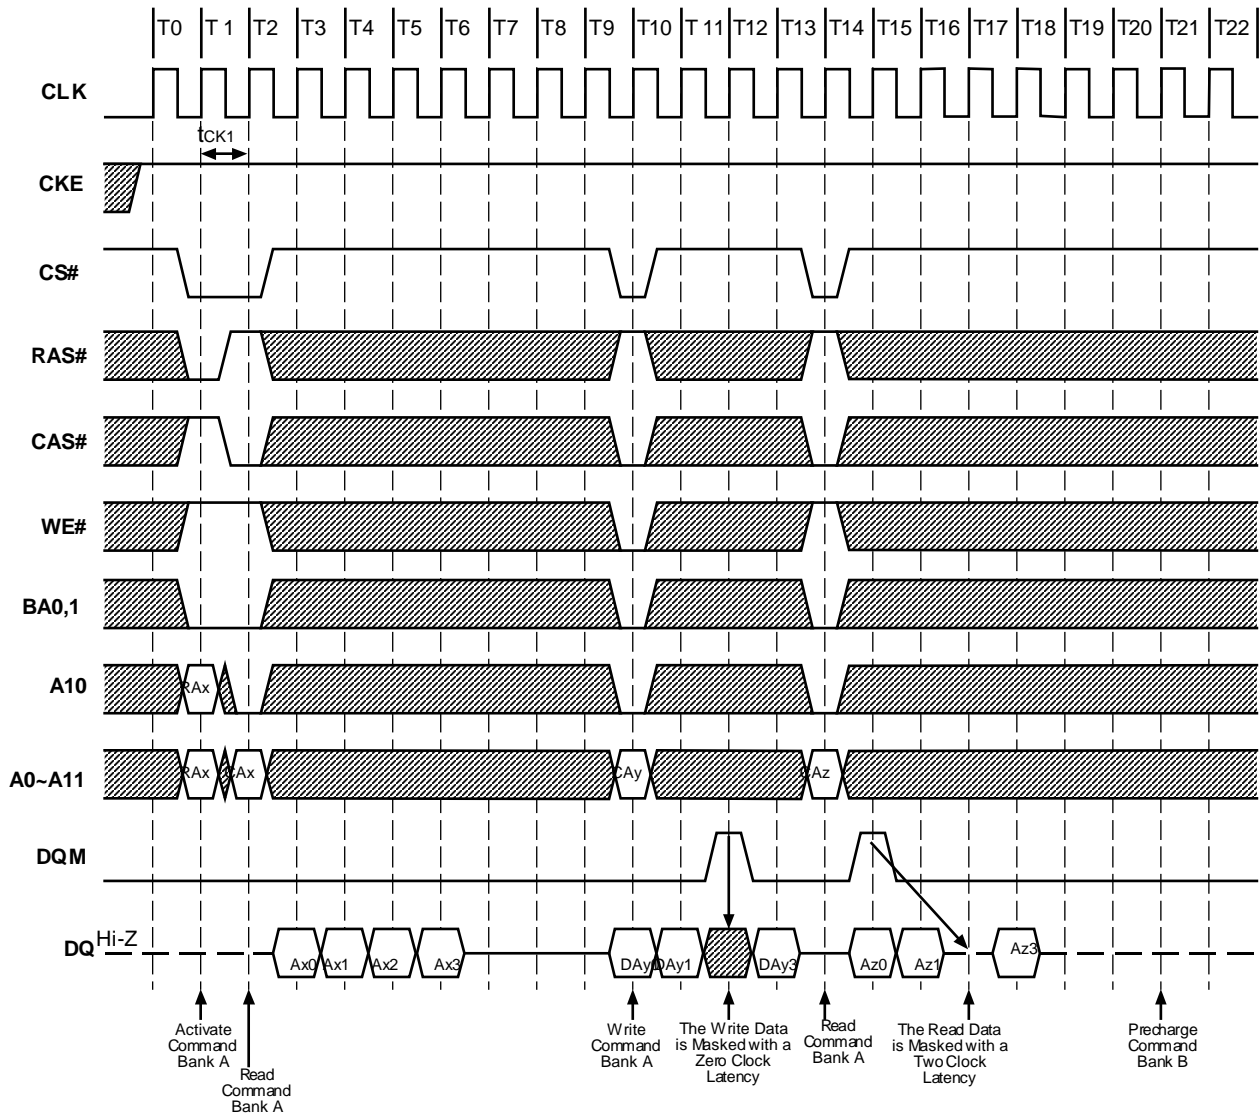 T0 T 1 T2 T3 T4 T5 T6 T7 T8 T9 T10 T 11 T12 T13 T14 T15 T16 T17 T18 T19 T20 T21 T22
CLK
tCK1
CKE
CS#
RAS#
CAS#
WE#
BA0,1
A10
RAx
A0~A11
RAx CAx CAy CAz
DQM
DQ Hi-Z
Ax0 Ax1 Ax2 Ax3 DAy DAy1 DAy3 Az0 Az1 Az3
Activate
Command
Bank A
Read
Command
Bank A
Write
Command
Bank A
The Write Data
is Masked with a
Zero Clock
Latency
Read
Command
Bank A
The Read Data
is Masked with a
Two Clock
Latency
Precharge
Command
Bank B